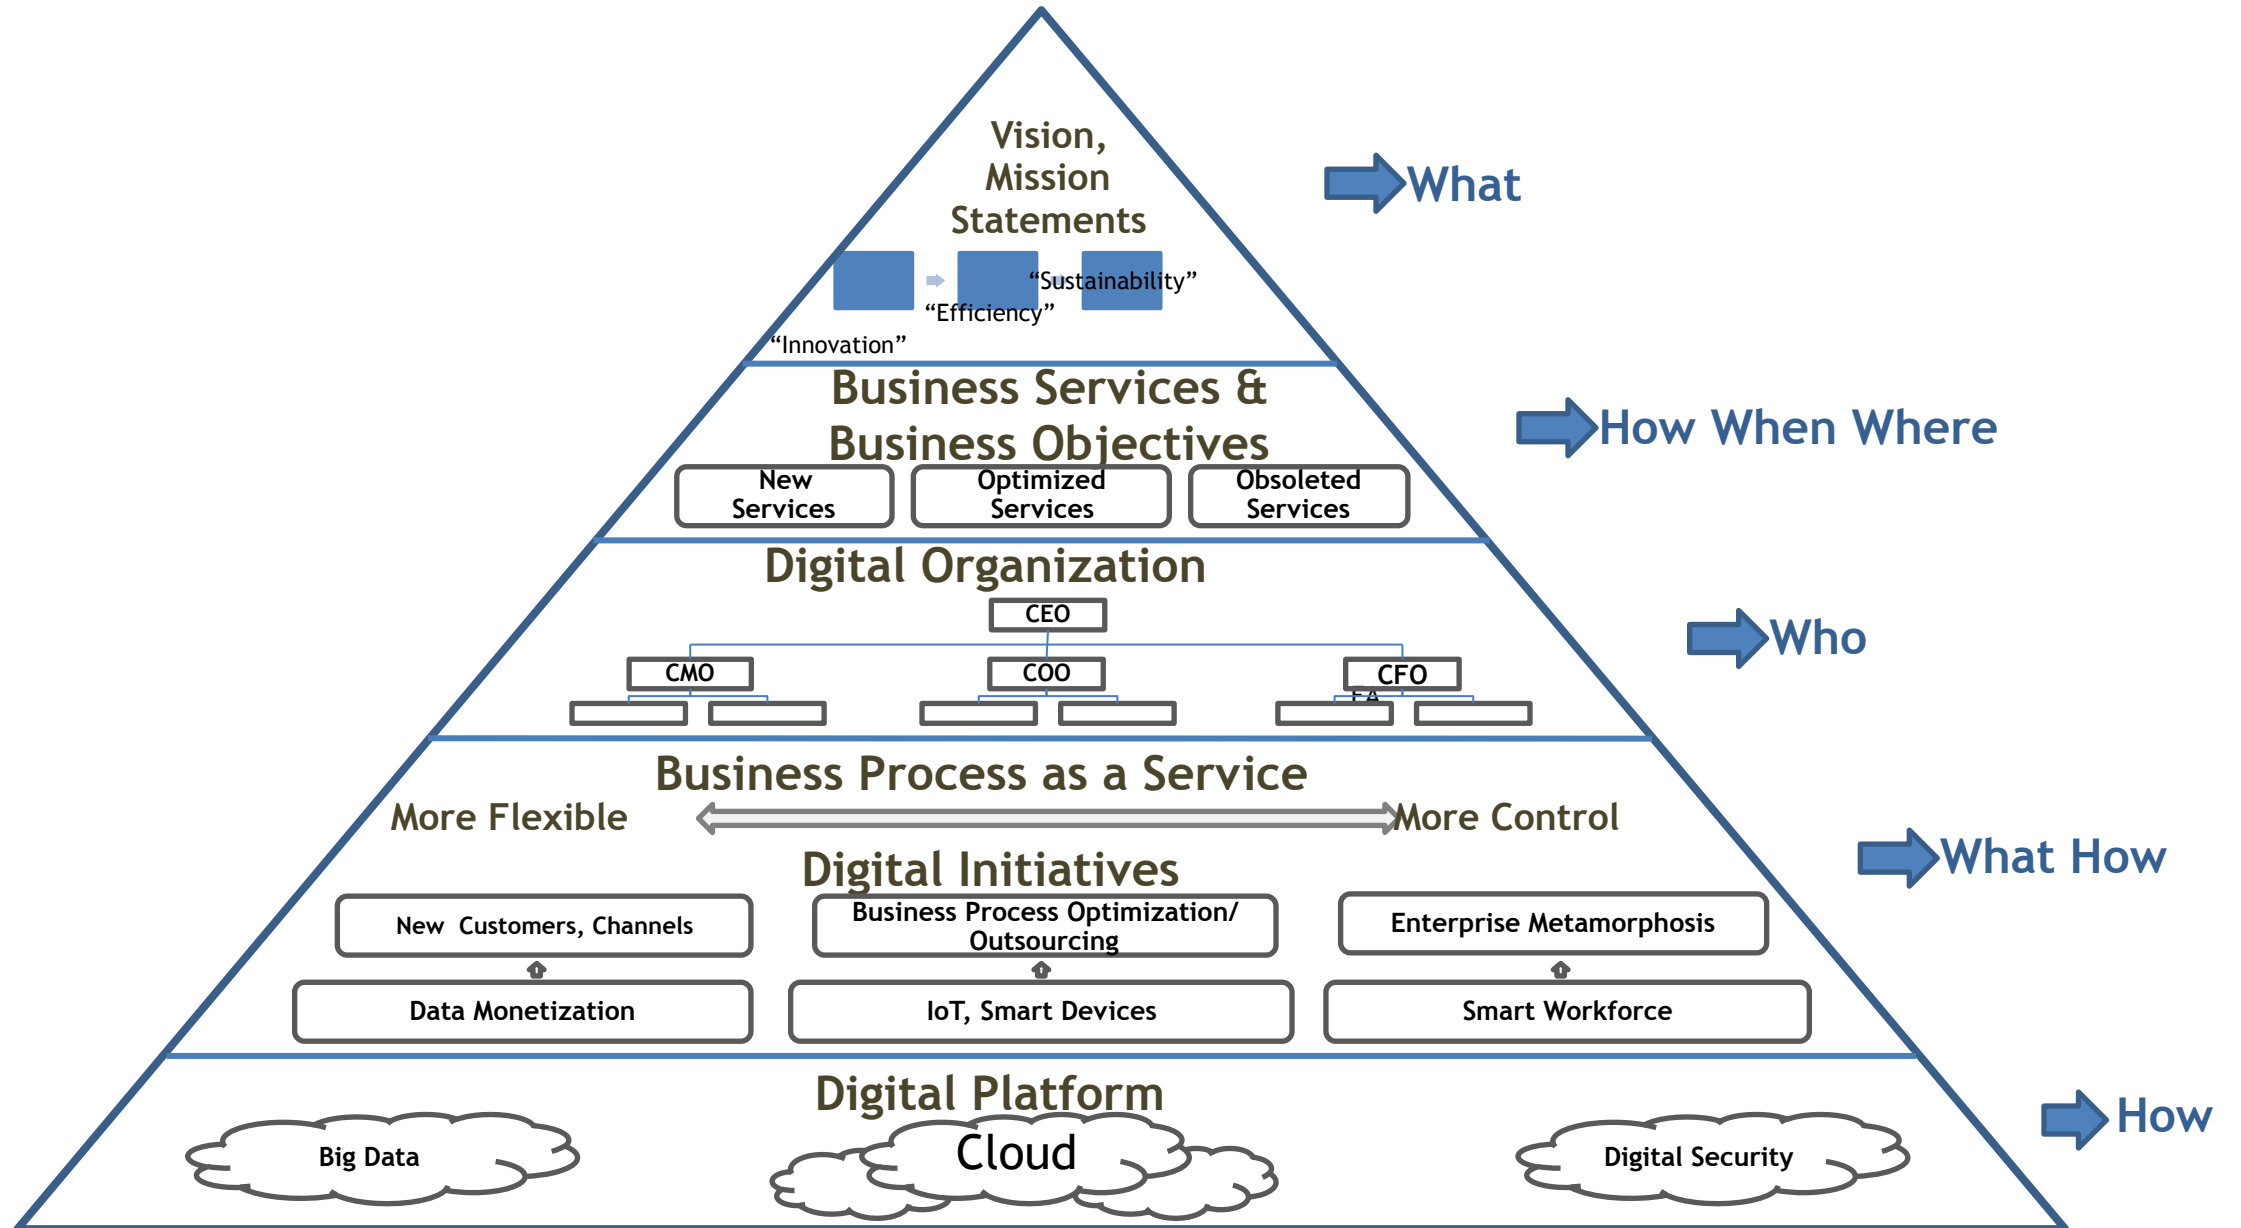 Vision,
Mission
Statements
What
“Sustainability”
“Efficiency”
“Innovation”
Business Services &
Business Objectives
How When Where
New
Services
Optimized
Services
Obsoleted
Services
Digital Organization
CEO
Who
CMO
COO
CFO
EA
Business Process as a Service
More Flexible
More Control
What How
Digital Initiatives
New  Customers, Channels
Business Process Optimization/
Outsourcing
Enterprise Metamorphosis
Data Monetization
IoT, Smart Devices
Smart Workforce
Digital Platform
How
Big Data
Cloud
Digital Security